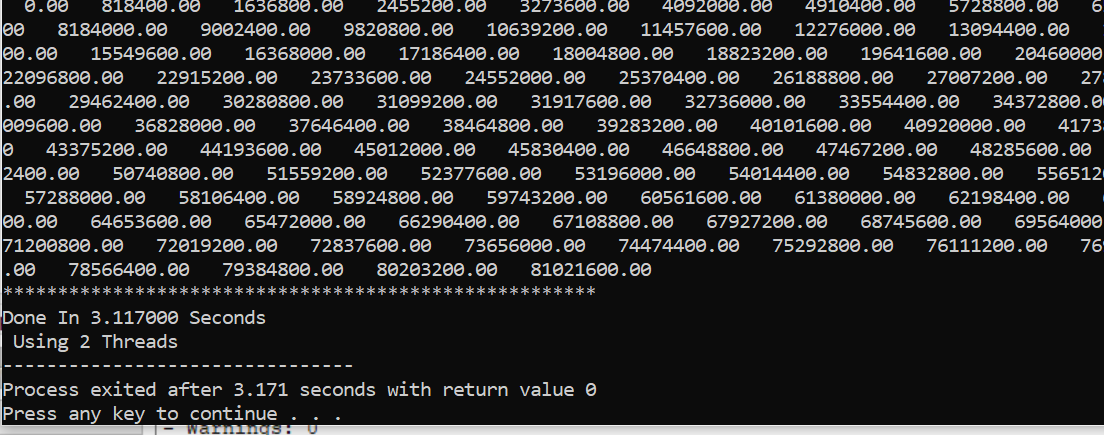 0.00 818400.00 1636800.00 2455200.00 3273600.00 4092000.00 4910400.00 5728800.00 6
00 8184000.00 9002400.00 9820800.00 10639200.00 11457600.00 12276000.00 13094400.00
00.00 15549600.00 16368000.00 17186400.00 18004800.00 18823200.00 19641600.00 20460000
22096800.00 22915200.00 23733600.00 24552000.00 25370400.00 26188800.00 27007200.00 27
.00 29462400.00 30280800.00 31099200.00 31917600.00 32736000.00 33554400.00 34372800.0
009600.00 36828000.00 37646400.00 38464800.00 39283200.00 40101600.00 40920000.00 4173
0 43375200.00 44193600.00 45012000.00 45830400.00 46648800.00 47467200.00 48285600.00
2400.00 50740800.00 51559200.00 52377600.00 53196000.00 54014400.00 54832800.00 556512
57288000.00 58106400.00 58924800.00 59743200.00 60561600.00 61380000.00 62198400.00
00.00 64653600.00 65472000.00 66290400.00 67108800.00 67927200.00 68745600.00 69564000
71200800.00 72019200.00 72837600.00 73656000.00 74474400.00 75292800.00 76111200.00 76
.00 78566400.00 79384800.00 80203200.00 81021600.00
******************************************************
Done In 3.117000 Seconds
Using 2 Threads
--------------------------------
Process exited after 3.171 seconds with return value 0
Press any key to continue . . .
- Warnings: 0